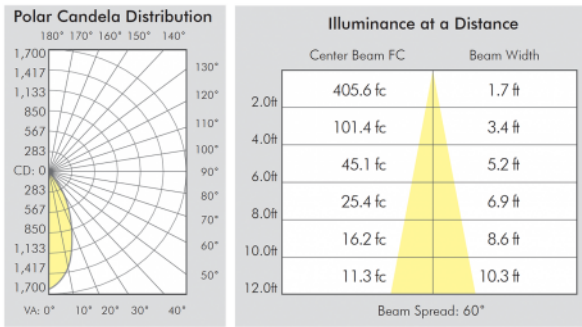 Polar Candela Distribution
180° 170° 160° 150° 140°
1,700
1,417
1,133
850
567
283
CD: 0
283
567
850
1,133
1,417
1,700
130°
120°
110°
100°
90°
80°
70°
60°
50°
VA: 0° 10° 20° 30° 40°
Illuminance at a Distance
Center Beam FC Beam Width
2.0ft 405.6 fc 1.7 ft
4.0ft 101.4 fc 3.4 ft
6.0ft 45.1 fc 5.2 ft
8.0ft 25.4 fc 6.9 ft
10.0ft 16.2 fc 8.6 ft
12.0ft 11.3 fc 10.3 ft
Beam Spread: 60°